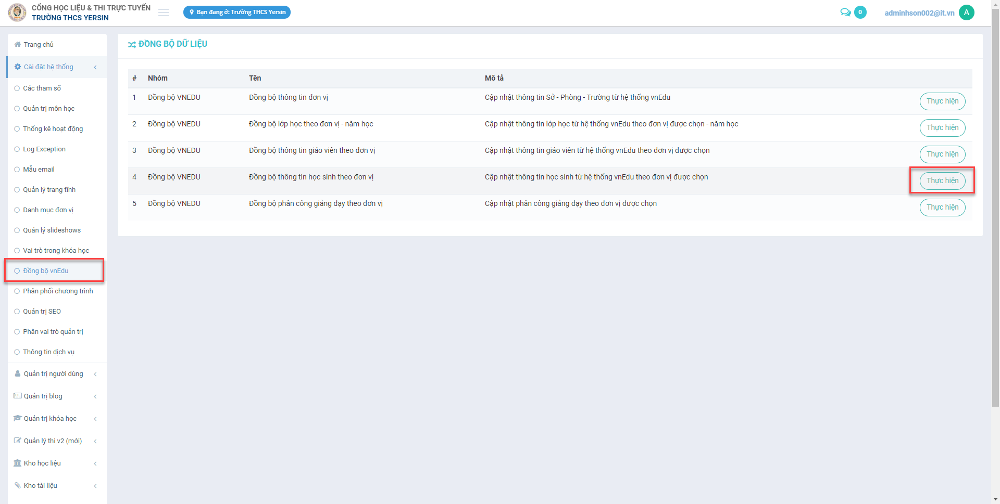 CỔNG HỌC LIỆU & THI TRỰC TUYẾN
TRƯỜNG THCS YERSIN
Bạn đang ở: Trường THCS Yersin
0
adminhson002@it.vn
A
Trang chủ
Cài đặt hệ thống
Các tham số
Quản trị môn học
Thống kê hoạt động
Log Exception
Mẫu email
Quản lý trang tĩnh
Danh mục đơn vị
Quản lý slideshows
Vai trò trong khóa học
Đồng bộ vnEdu
Phân phối chương trình
Quản trị SEO
Phân vai trò quản trị
Thông tin dịch vụ
Quản trị người dùng
Quản trị blog
Quản trị khóa học
Quản lý thi v2 (mới)
Kho học liệu
Kho tài liệu
ĐỒNG BỘ DỮ LIỆU
# Nhóm Tên Mô tả
1 Đồng bộ VNEDU Đồng bộ thông tin đơn vị Cập nhật thông tin Sở - Phòng - Trường từ hệ thống vnEdu Thực hiện
2 Đồng bộ VNEDU Đồng bộ lớp học theo đơn vị - năm học Cập nhật thông tin lớp học từ hệ thống vnEdu theo đơn vị được chọn - năm học Thực hiện
3 Đồng bộ VNEDU Đồng bộ thông tin giáo viên theo đơn vị Cập nhật thông tin giáo viên từ hệ thống vnEdu theo đơn vị được chọn Thực hiện
4 Đồng bộ VNEDU Đồng bộ thông tin học sinh theo đơn vị Cập nhật thông tin học sinh từ hệ thống vnEdu theo đơn vị được chọn Thực hiện
5 Đồng bộ VNEDU Đồng bộ phân công giảng dạy theo đơn vị Cập nhật phân công giảng dạy theo đơn vị được chọn Thực hiện